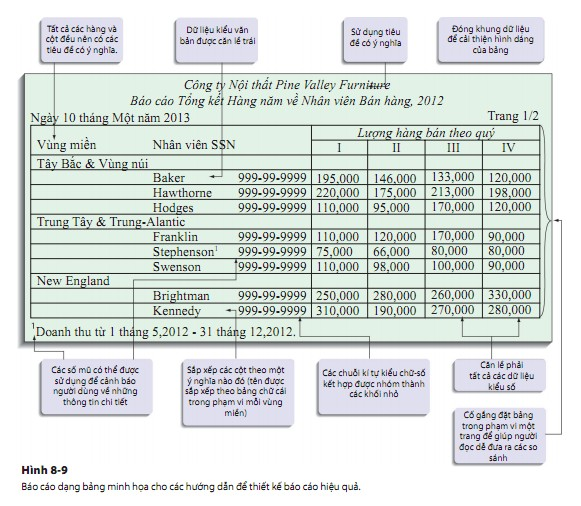 Tất cả các hàng và
cột đều nên có các
tiêu đề có ý nghĩa.
Dữ liệu kiểu văn
bản được căn lề trái
Sử dụng tiêu
đề có ý nghĩa
Đóng khung dữ liệu
để cải thiện hình dáng
của bảng
Công ty Nội thất Pine Valley Furniture
Báo cáo Tổng kết Hàng năm về Nhân viên Bán hàng, 2012
Ngày 10 tháng Một năm 2013 Trang 1/2
Lượng hàng bán theo quý
Vùng miền Nhân viên SSN I II III IV
Tây Bắc & Vùng núi
Baker 999-99-9999 195,000 146,000 133,000 120,000
Hawthorne 999-99-9999 220,000 175,000 213,000 198,000
Hodges 999-99-9999 110,000 95,000 170,000 120,000
Trung Tây & Trung-Alantic
Franklin 999-99-9999 110,000 120,000 170,000 90,000
Stephenson¹ 999-99-9999 75,000 66,000 80,000 80,000
Swenson 999-99-9999 110,000 98,000 100,000 90,000
New England
Brightman 999-99-9999 250,000 280,000 260,000 330,000
Kennedy 999-99-9999 310,000 190,000 270,000 280,000
¹Doanh thu từ 1 tháng 5,2012 - 31 tháng 12,2012.
Các số mũ có thể được
sử dụng để cảnh báo
người dùng về những
thông tin chi tiết
Sắp xếp các cột theo một
ý nghĩa nào đó (tên được
sắp xếp theo bảng chữ cái
trong phạm vi mỗi vùng
miền)
Các chuỗi kí tự kiểu chữ-số
kết hợp được nhóm thành
các khối nhỏ
Căn lề phải
tất cả các dữ liệu
kiểu số
Cố gắng đặt bảng
trong phạm vi một
trang để giúp người
đọc dễ đưa ra các so
sánh
Hình 8-9
Báo cáo dạng bảng minh họa cho các hướng dẫn để thiết kế báo cáo hiệu quả.